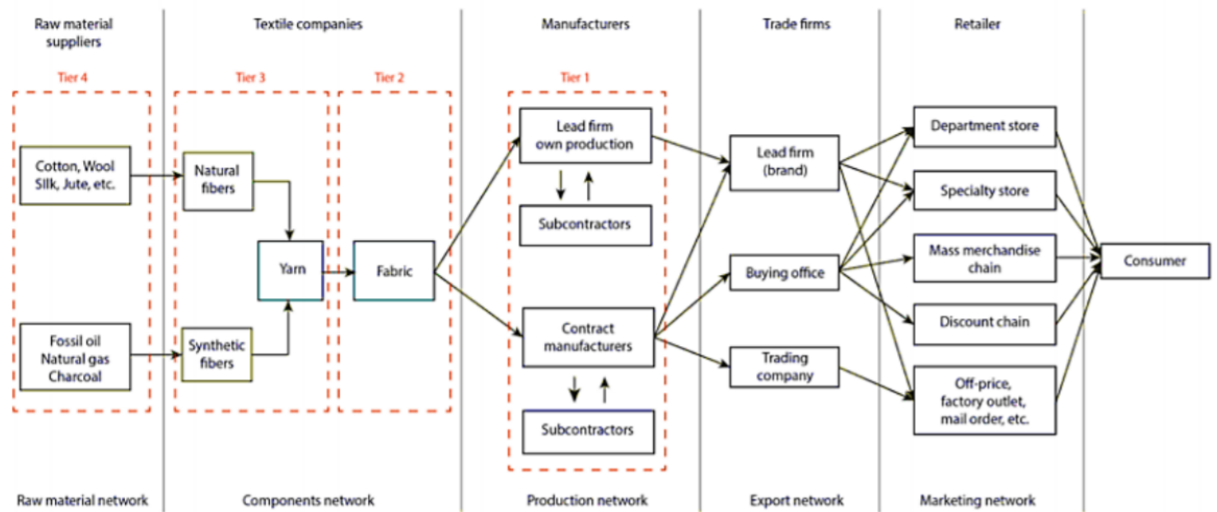 Raw material
suppliers
Textile companies
Manufacturers
Trade firms
Retailer
Tier 4
Tier 3
Tier 2
Tier 1
Cotton, Wool
Silk, Jute, etc.
Fossil oil
Natural gas
Charcoal
Natural
fibers
Yarn
Synthetic
fibers
Fabric
Lead firm
own production
Subcontractors
Contract
manufacturers
Subcontractors
Lead firm
(brand)
Buying office
Trading
company
Department store
Specialty store
Mass merchandise
chain
Discount chain
Off-price,
factory outlet,
mail order, etc.
Consumer
Raw material network
Components network
Production network
Export network
Marketing network